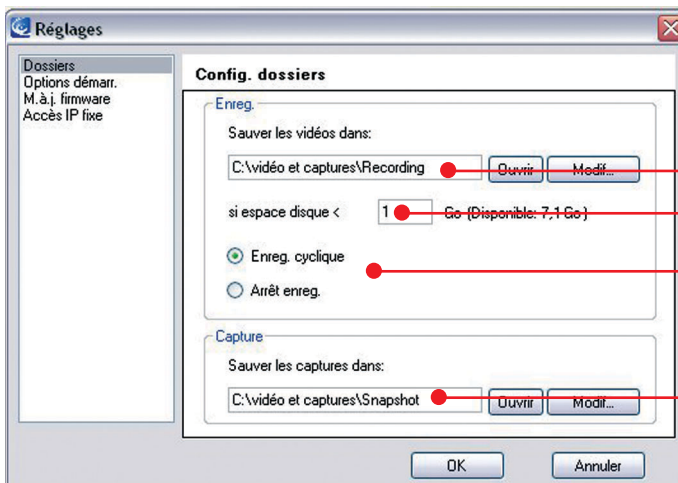 Réglages
Dossiers
Options démarr.
M.à.j. firmware
Accès IP fixe
Config. dossiers
Enreg.
Sauver les vidéos dans:
C:\vidéo et captures\Recording Ouvrir Modif...
si espace disque < 1 Go (Disponible: 7,1 Go)
Enreg. cyclique
Arrêt enreg.
Capture
Sauver les captures dans:
C:\vidéo et captures\Snapshot Ouvrir Modif...
OK Annuler